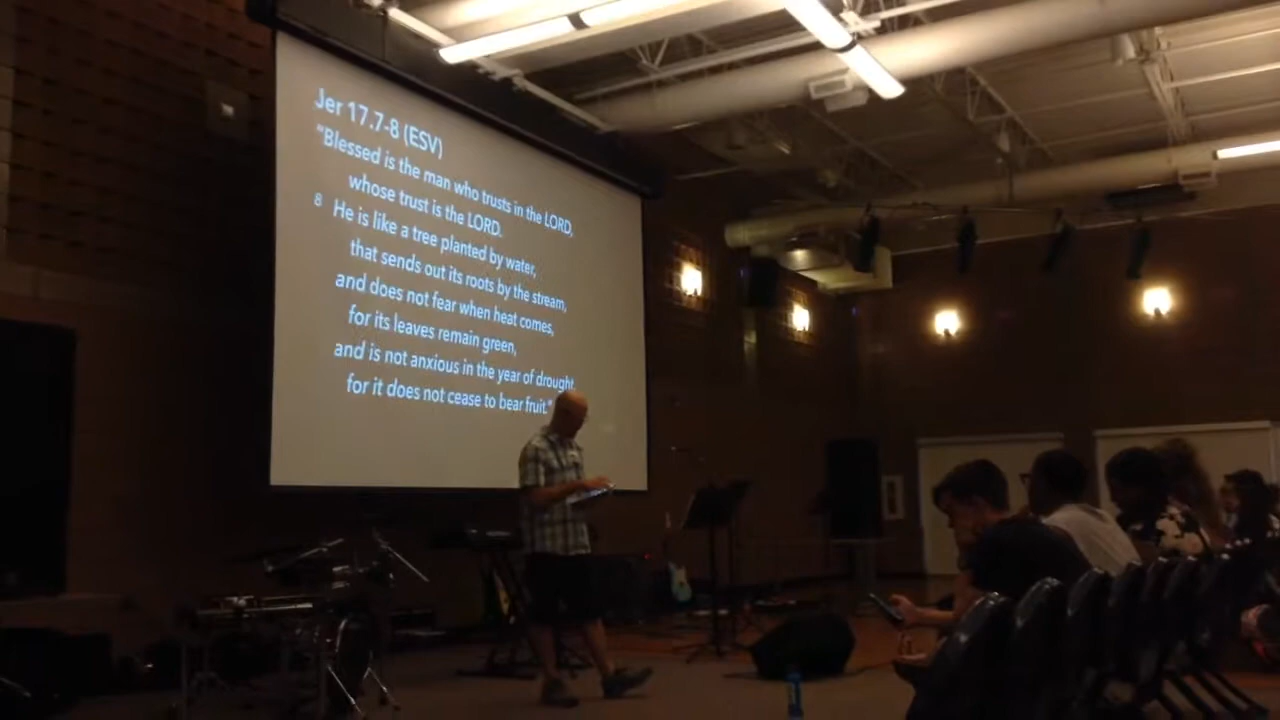 Jer 17.7-8 (ESV)
"Blessed is the man who trusts in the LORD,
whose trust is the LORD.
8 He is like a tree planted by water,
that sends out its roots by the stream,
and does not fear when heat comes,
for its leaves remain green,
and is not anxious in the year of drought,
for it does not cease to bear fruit."